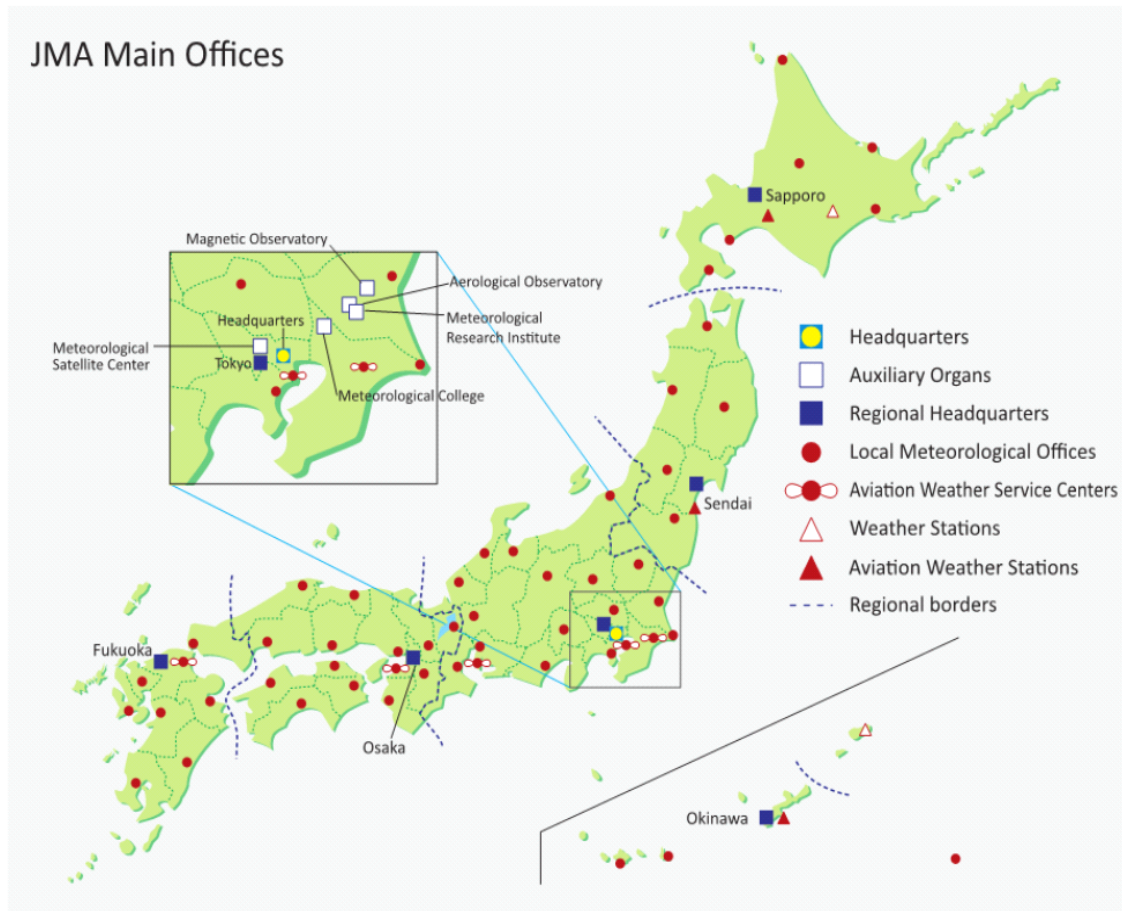 JMA Main Offices
Sapporo
Magnetic Observatory
Aerological Observatory
Headquarters
Meteorological
Research Institute
Meteorological
Satellite Center
Tokyo
Meteorological College
Headquarters
Auxiliary Organs
Regional Headquarters
Local Meteorological Offices
Aviation Weather Service Centers
Weather Stations
Aviation Weather Stations
Regional borders
Sendai
Fukuoka
Osaka
Okinawa